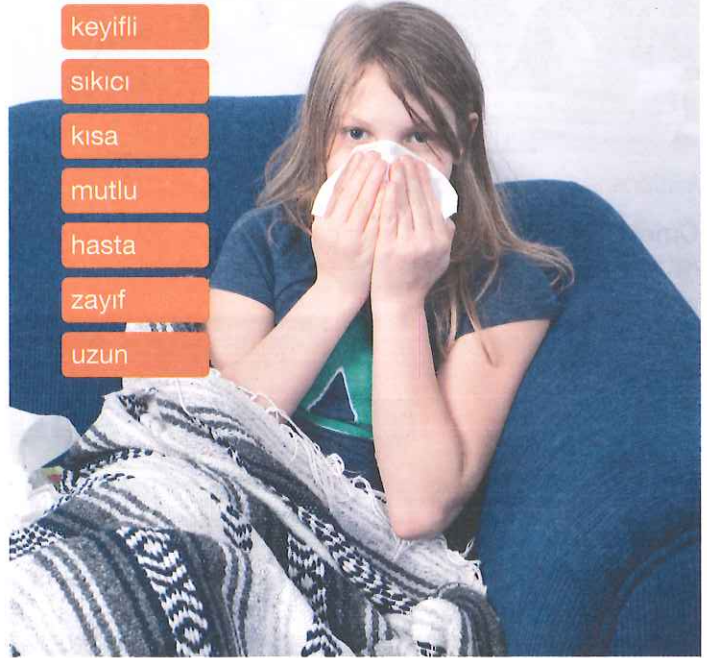 keyifli
sıkıcı
kısa
mutlu
hasta
zayıf
uzun